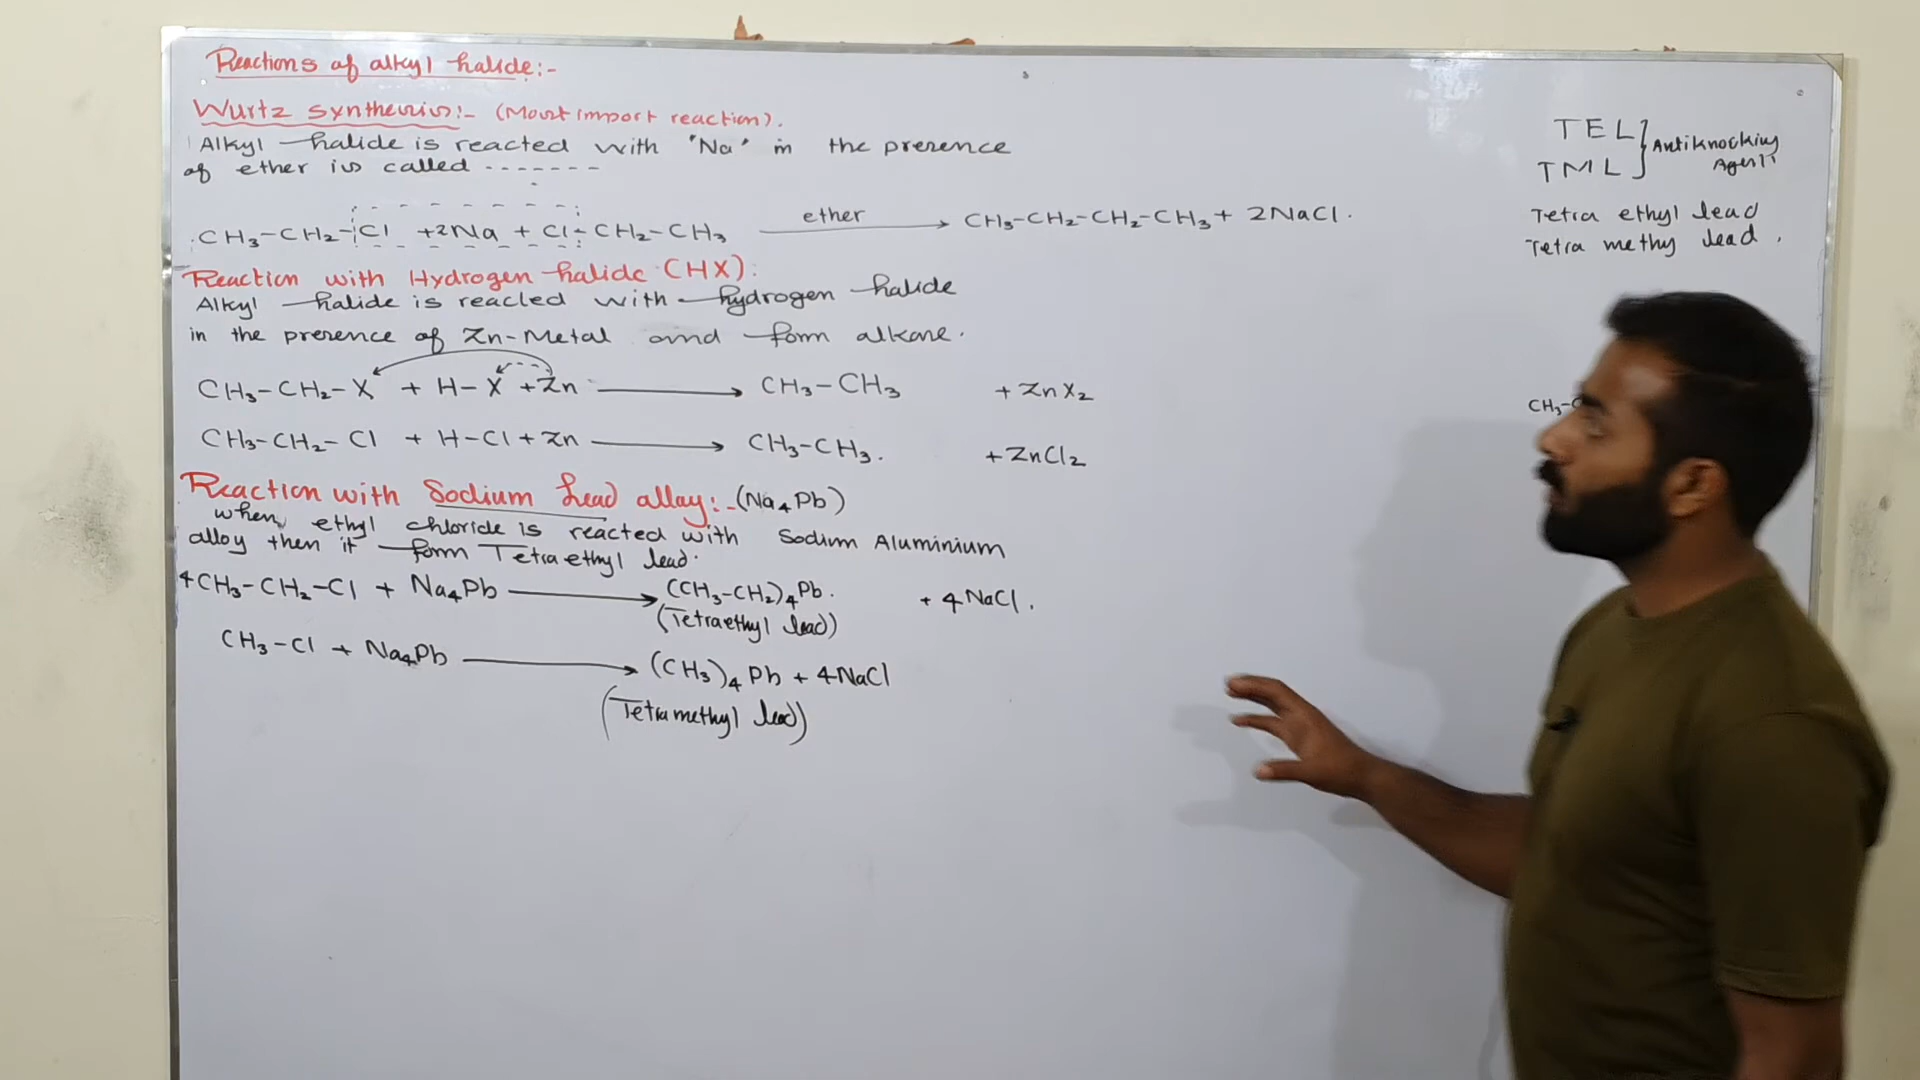 Reactions of alkyl halide:-
Wurtz synthesis:- (Most import reaction).
Alkyl halide is reacted with "Na" in the presence
of ether is called -------
CH3-CH2-Cl +2Na + Cl-CH2-CH3 ether CH3-CH2-CH2-CH3 + 2NaCl.
Reaction with Hydrogen halide (HX):
Alkyl halide is reacted with hydrogen halide
in the presence of Zn-Metal and form alkane.
CH3-CH2-X + H-X +Zn → CH3-CH3 + ZnX2
CH3-CH2-Cl + H-Cl + Zn → CH3-CH3. + ZnCl2
Reaction with Sodium Lead allay:- (Na4Pb)
when ethyl chloride is reacted with Sodium Aluminium
alloy then it form Tetraethyl lead.
4CH3-CH2-Cl + Na4Pb → (CH3-CH2)4Pb. + 4NaCl.
(Tetraethyl lead)
CH3-Cl + Na4Pb → (CH3)4Pb + 4NaCl
(Tetramethyl lead)
TEL
TML
Antiknocking
Agent
Tetra ethyl lead
Tetra methy lead.
CH3-